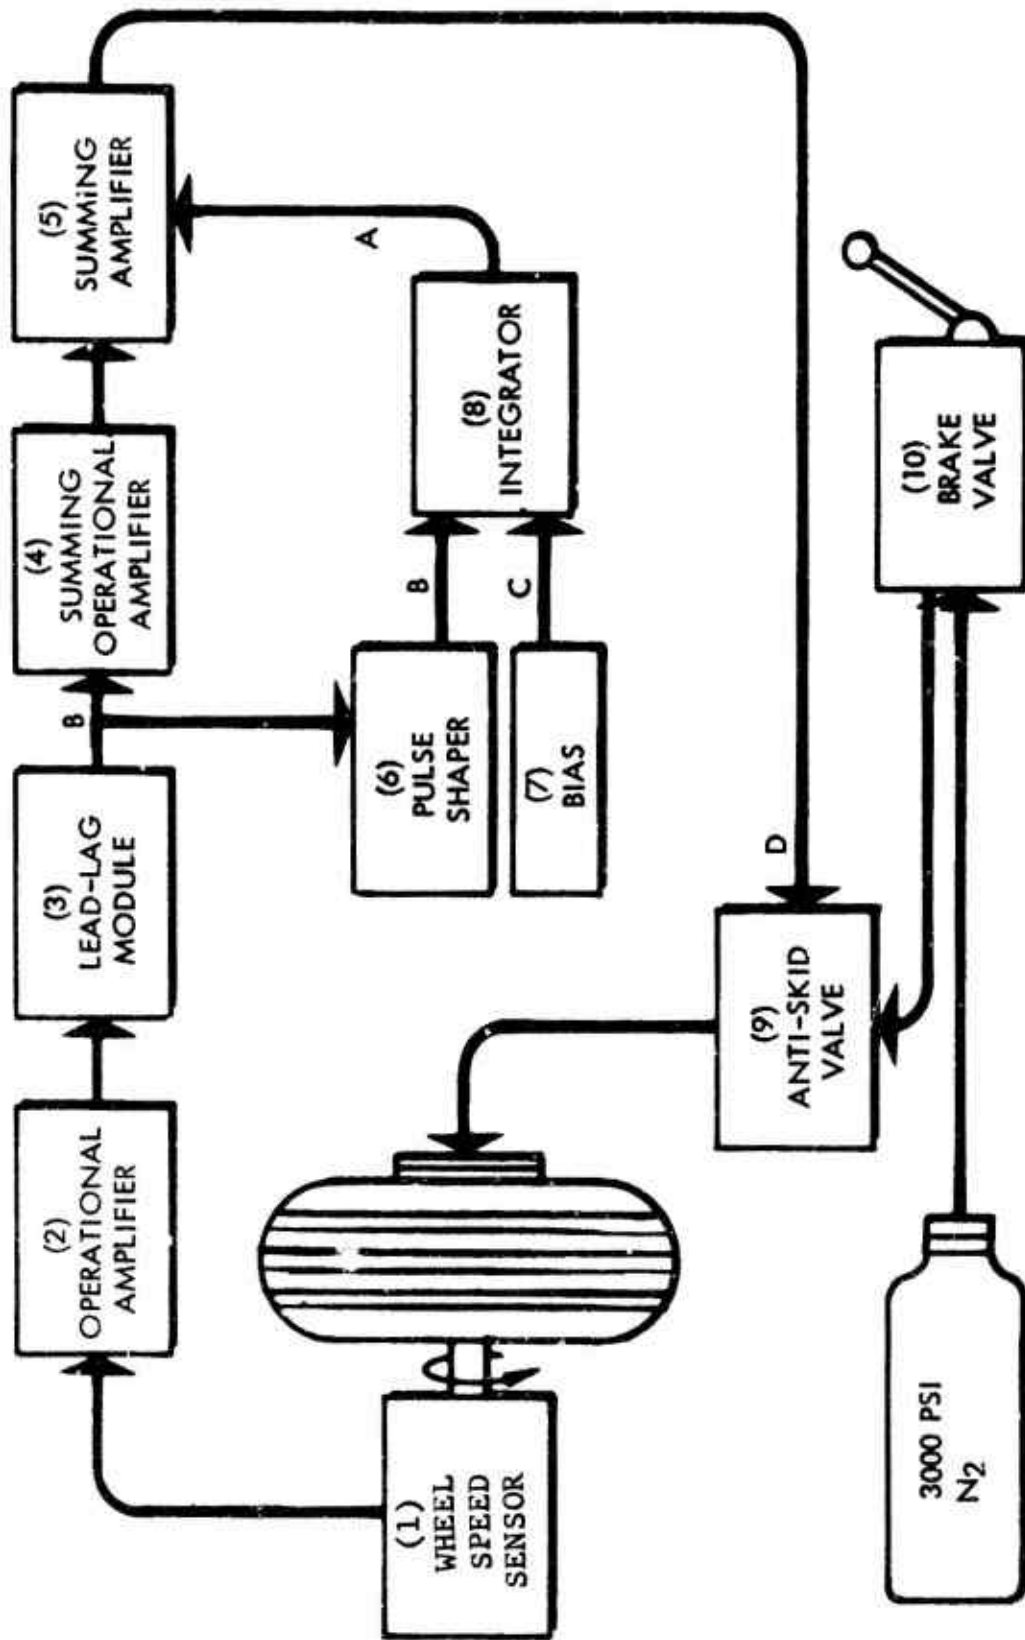 (1)
WHEEL
SPEED
SENSOR
(2)
OPERATIONAL
AMPLIFIER
(3)
LEAD-LAG
MODULE
B
(4)
SUMMING
OPERATIONAL
AMPLIFIER
(5)
SUMMING
AMPLIFIER
(6)
PULSE
SHAPER
B
(7)
BIAS
C
(8)
INTEGRATOR
A
D
(9)
ANTI-SKID
VALVE
(10)
BRAKE
VALVE
3000 PSI
N2